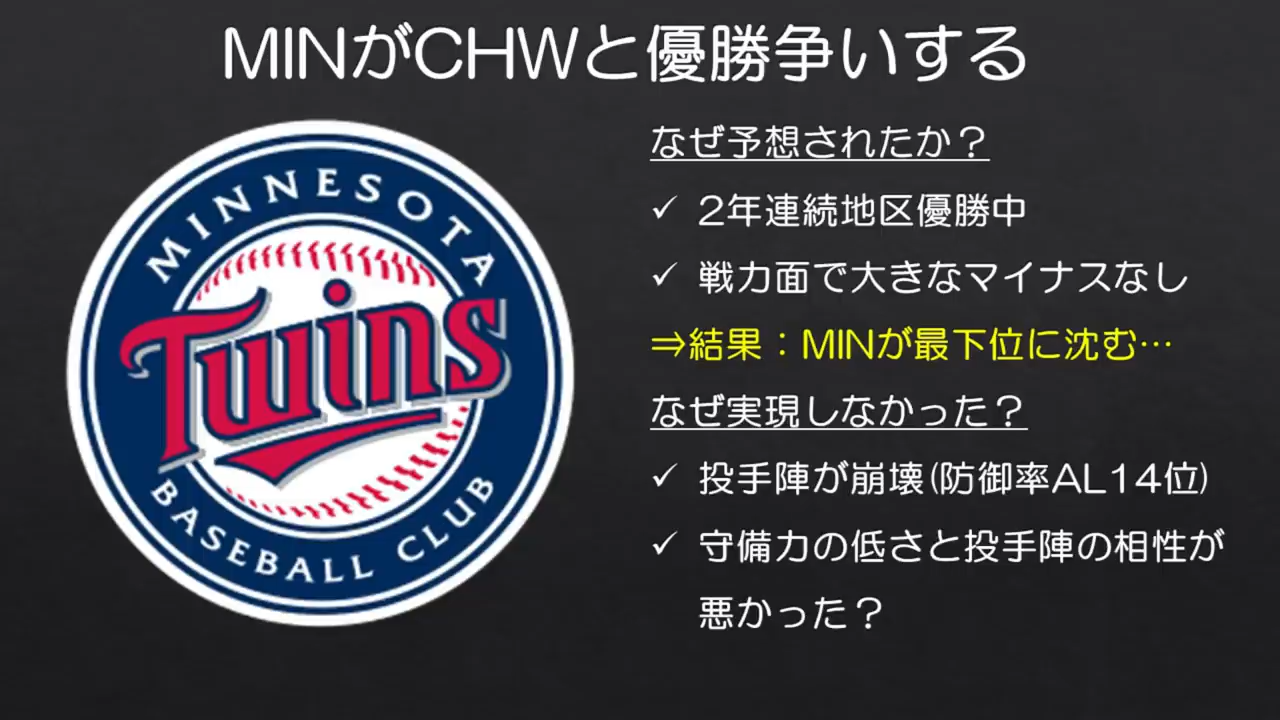 MINがCHWと優勝争いする
MINNESOTA
Twins
BASEBALL CLUB
なぜ予想されたか？
✓ 2年連続地区優勝中
✓ 戦力面で大きなマイナスなし
⇒結果：MINが最下位に沈む…
なぜ実現しなかった？
✓ 投手陣が崩壊(防御率AL14位)
✓ 守備力の低さと投手陣の相性が
悪かった？